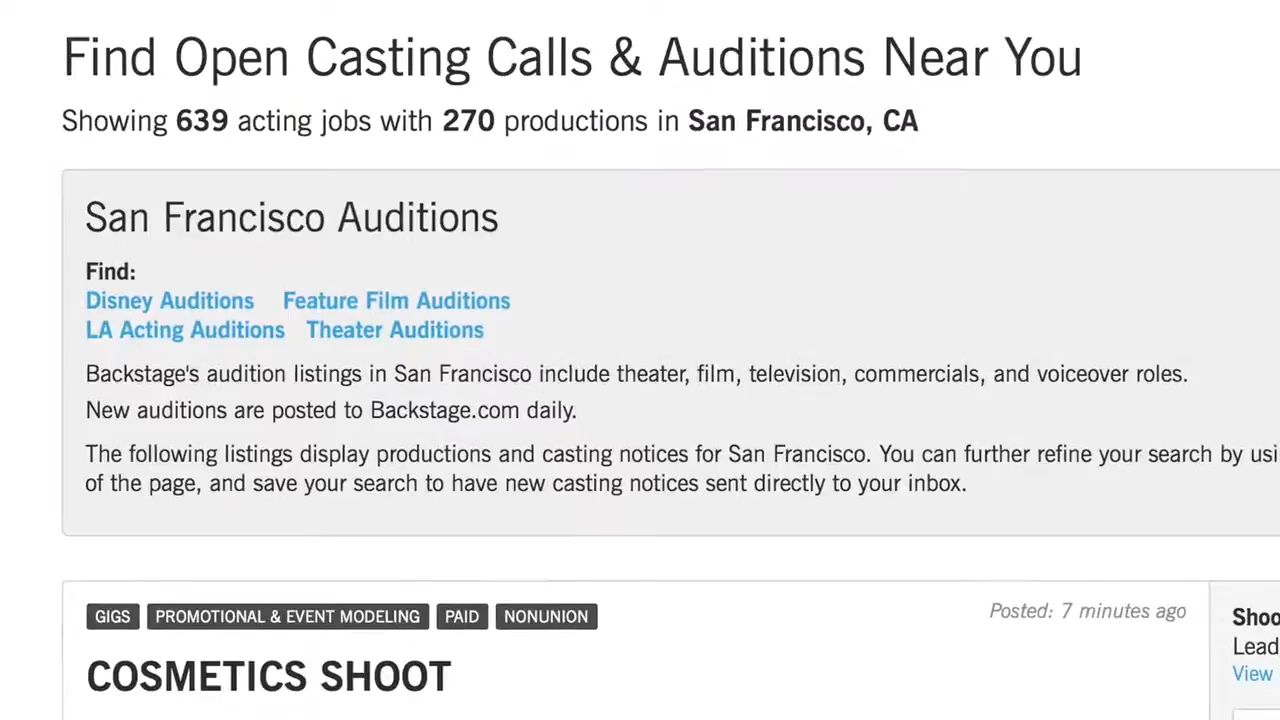 Find Open Casting Calls & Auditions Near You
Showing 639 acting jobs with 270 productions in San Francisco, CA
San Francisco Auditions
Find:
Disney Auditions Feature Film Auditions
LA Acting Auditions Theater Auditions
Backstage's audition listings in San Francisco include theater, film, television, commercials, and voiceover roles.
New auditions are posted to Backstage.com daily.
The following listings display productions and casting notices for San Francisco. You can further refine your search by usi
of the page, and save your search to have new casting notices sent directly to your inbox.
GIGS PROMOTIONAL & EVENT MODELING PAID NONUNION
Posted: 7 minutes ago
COSMETICS SHOOT
Shoo
Lead
View